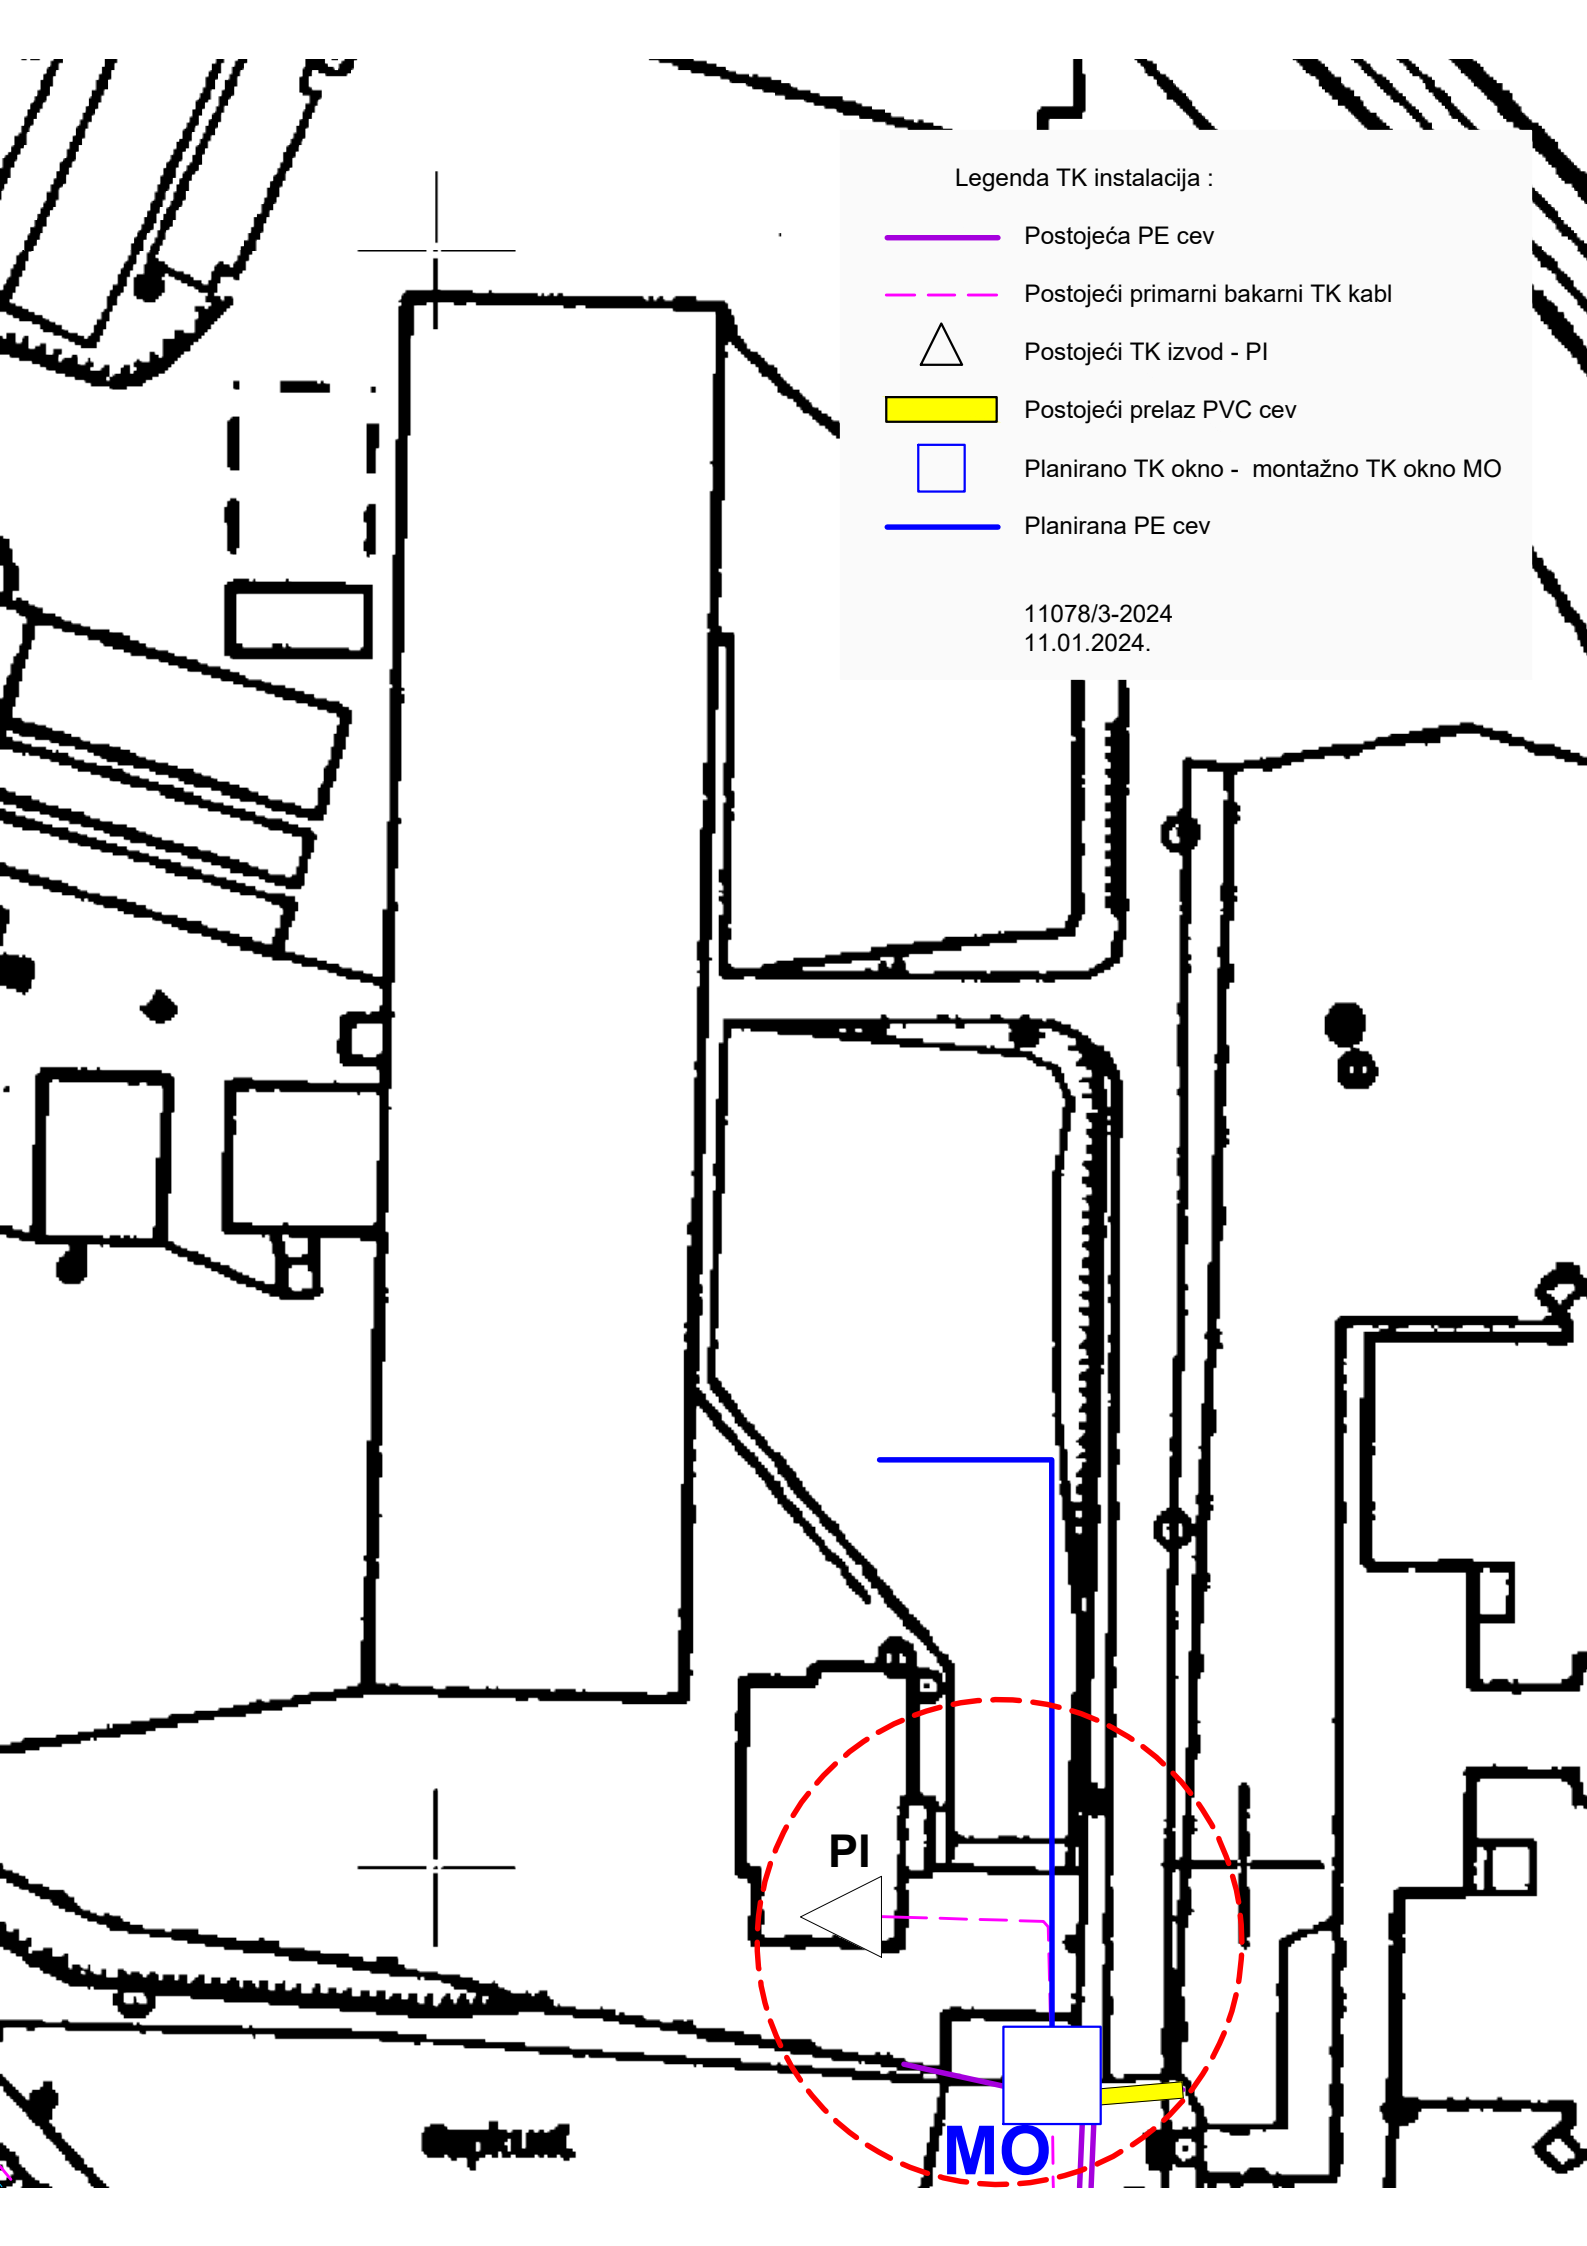 Legenda TK instalacija :
Postojeća PE cev
Postojeći primarni bakarni TK kabl
Postojeći TK izvod - PI
Postojeći prelaz PVC cev
Planirano TK okno - montažno TK okno MO
Planirana PE cev
11078/3-2024
11.01.2024.
PI
MO